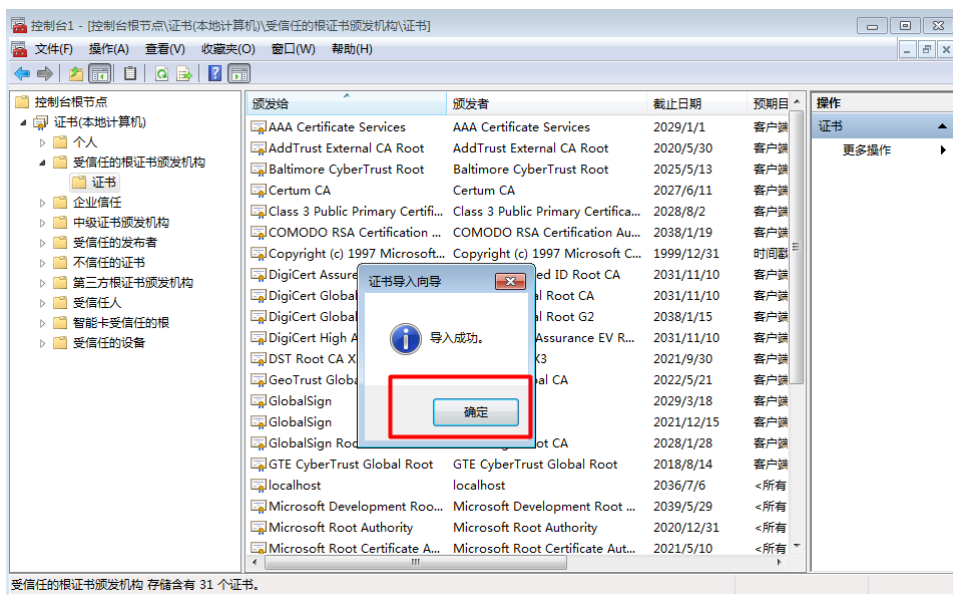 控制台1 - [控制台根节点\证书(本地计算机)\受信任的根证书颁发机构\证书]
文件(F) 操作(A) 查看(V) 收藏夹(O) 窗口(W) 帮助(H)
控制台根节点
证书(本地计算机)
个人
受信任的根证书颁发机构
证书
企业信任
中级证书颁发机构
受信任的发布者
不信任的证书
第三方根证书颁发机构
受信任人
智能卡受信任的根
受信任的设备
颁发给 颁发者 截止日期 预期目
AAA Certificate Services AAA Certificate Services 2029/1/1 客户端
AddTrust External CA Root AddTrust External CA Root 2020/5/30 客户端
Baltimore CyberTrust Root Baltimore CyberTrust Root 2025/5/13 客户端
Certum CA Certum CA 2027/6/11 客户端
Class 3 Public Primary Certifi... Class 3 Public Primary Certifica... 2028/8/2 客户端
COMODO RSA Certification ... COMODO RSA Certification Au... 2038/1/19 客户端
Copyright (c) 1997 Microsoft... Copyright (c) 1997 Microsoft C... 1999/12/31 时间戳
DigiCert Assure ed ID Root CA 2031/11/10 客户端
DigiCert Global al Root CA 2031/11/10 客户端
DigiCert Global al Root G2 2038/1/15 客户端
DigiCert High A Assurance EV R... 2031/11/10 客户端
DST Root CA X X3 2021/9/30 客户端
GeoTrust Globa bal CA 2022/5/21 客户端
GlobalSign 2029/3/18 客户端
GlobalSign 2021/12/15 客户端
GlobalSign Roo ot CA 2028/1/28 客户端
GTE CyberTrust Global Root GTE CyberTrust Global Root 2018/8/14 客户端
localhost localhost 2036/7/6 <所有
Microsoft Development Roo... Microsoft Development Root ... 2039/5/29 <所有
Microsoft Root Authority Microsoft Root Authority 2020/12/31 <所有
Microsoft Root Certificate A... Microsoft Root Certificate Aut... 2021/5/10 <所有
证书导入向导
导入成功。
确定
操作
证书
更多操作
受信任的根证书颁发机构 存储含有 31 个证书。